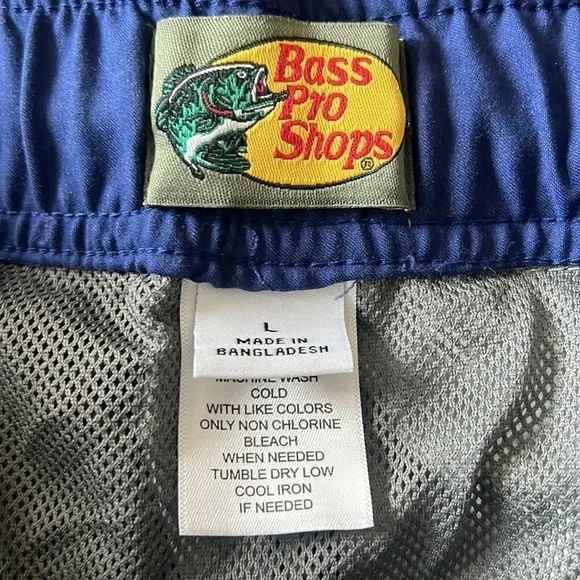 Bass
Pro
Shops®
L
MADE IN
BANGLADESH
MACHINE WASH
COLD
WITH LIKE COLORS
ONLY NON CHLORINE
BLEACH
WHEN NEEDED
TUMBLE DRY LOW
COOL IRON
IF NEEDED